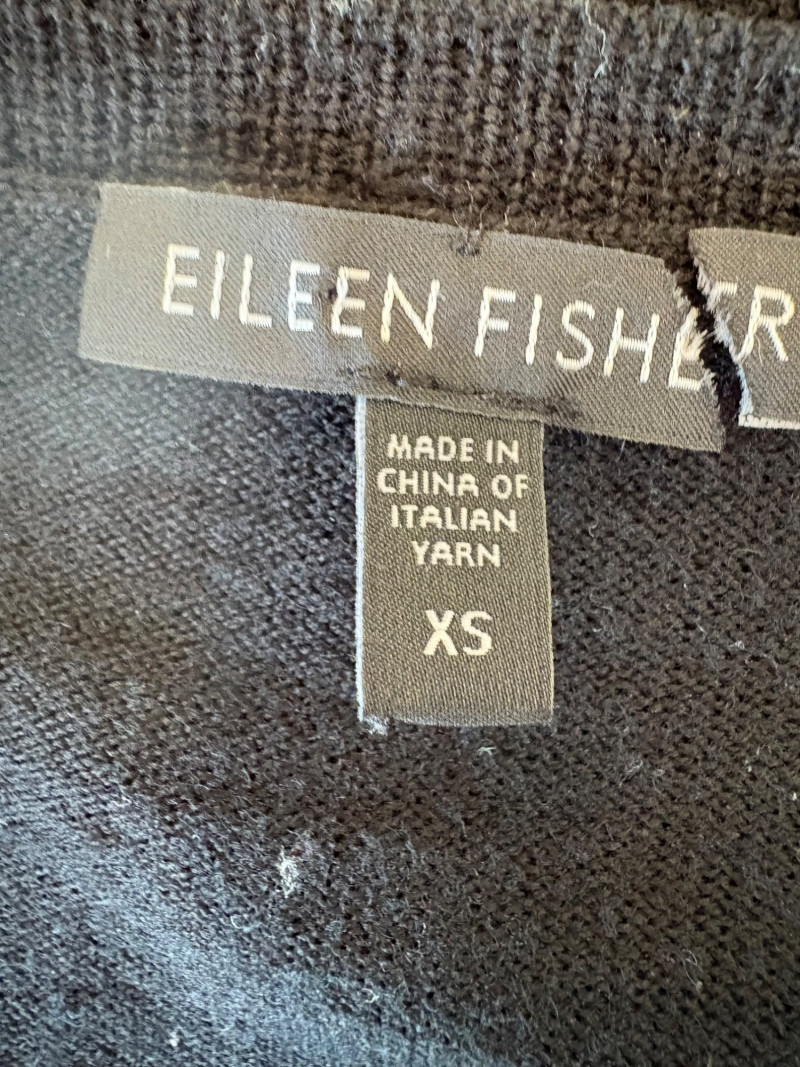 EILEEN FISHER
MADE IN
CHINA OF
ITALIAN
YARN
XS